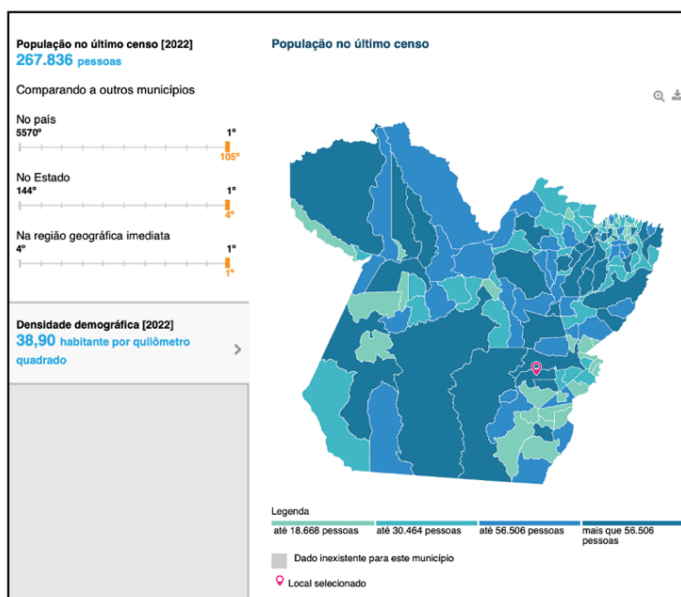 População no último censo [2022]
267.836 pessoas
Comparando a outros municípios
No país
5570º 1º
105º
No Estado
144º 1º
4º
Na região geográfica imediata
4º 1º
1º
Densidade demográfica [2022]
38,90 habitante por quilômetro
quadrado
População no último censo
Legenda
até 18.668 pessoas até 30.464 pessoas até 56.506 pessoas mais que 56.506
pessoas
Dado inexistente para este município
Local selecionado